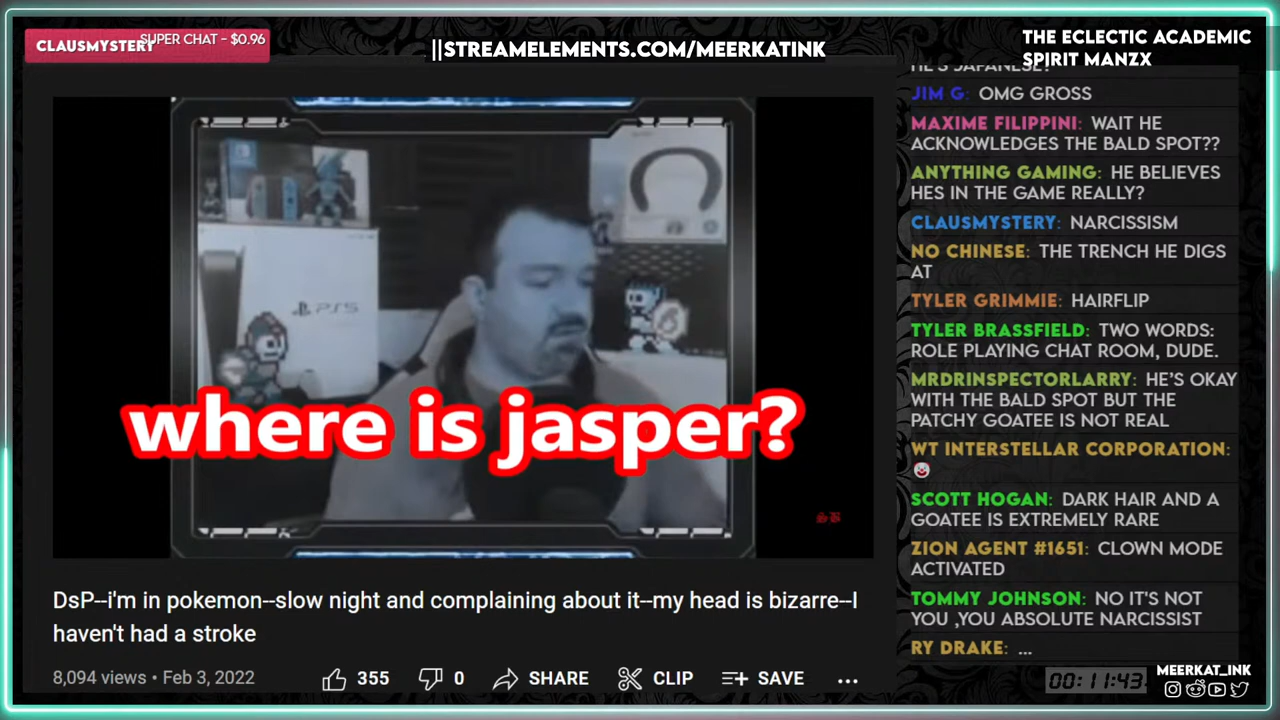 CLAUSMYSTERY
SUPER CHAT – $0.96
||STREAMELEMENTS.COM/MEERKATINK
THE ECLECTIC ACADEMIC
SPIRIT MANZX
PS5
where is jasper?
SB
DsP--i'm in pokemon--slow night and complaining about it--my head is bizarre--I
haven't had a stroke
8,094 views • Feb 3, 2022
355
0
SHARE
CLIP
SAVE
HE'S JAPANESE?
JIM G: OMG GROSS
MAXIME FILIPPINI: WAIT HE
ACKNOWLEDGES THE BALD SPOT??
ANYTHING GAMING: HE BELIEVES
HES IN THE GAME REALLY?
CLAUSMYSTERY: NARCISSISM
NO CHINESE: THE TRENCH HE DIGS
AT
TYLER GRIMMIE: HAIRFLIP
TYLER BRASSFIELD: TWO WORDS:
ROLE PLAYING CHAT ROOM, DUDE.
MRDRINSPECTORLARRY: HE'S OKAY
WITH THE BALD SPOT BUT THE
PATCHY GOATEE IS NOT REAL
WT INTERSTELLAR CORPORATION:
SCOTT HOGAN: DARK HAIR AND A
GOATEE IS EXTREMELY RARE
ZION AGENT #1651: CLOWN MODE
ACTIVATED
TOMMY JOHNSON: NO IT'S NOT
YOU ,YOU ABSOLUTE NARCISSIST
RY DRAKE: ...
00:11:43
MEERKAT_INK